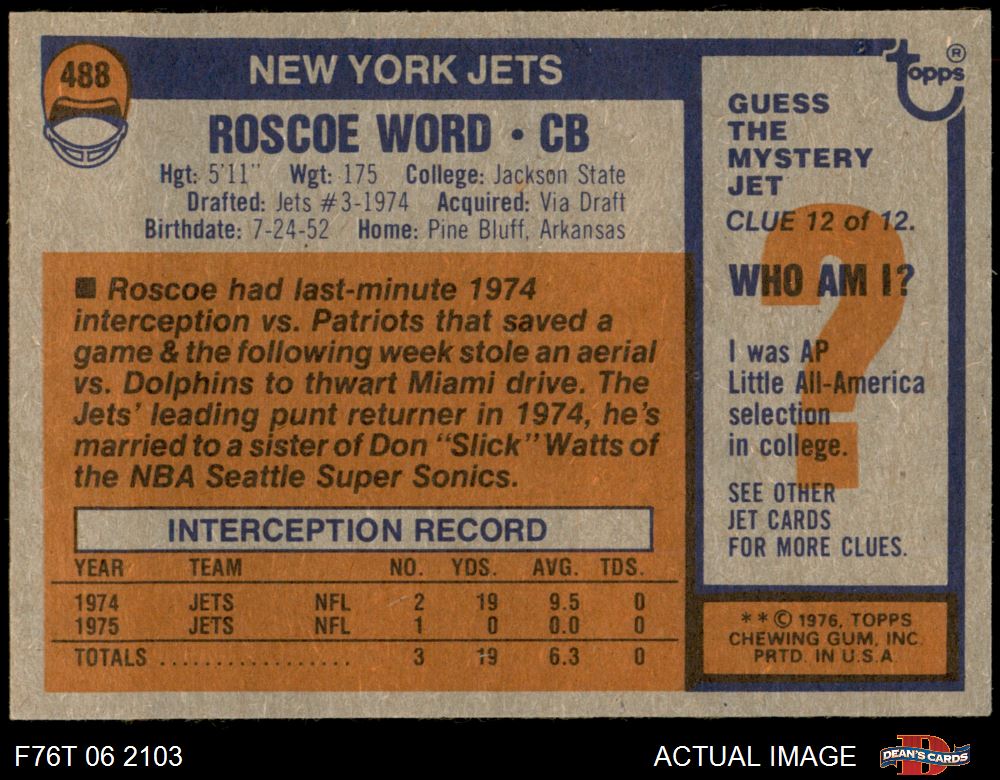 488
NEW YORK JETS
ROSCOE WORD • CB
Hgt: 5'11" Wgt: 175 College: Jackson State
Drafted: Jets #3-1974 Acquired: Via Draft
Birthdate: 7-24-52 Home: Pine Bluff, Arkansas
■ Roscoe had last-minute 1974
interception vs. Patriots that saved a
game & the following week stole an aerial
vs. Dolphins to thwart Miami drive. The
Jets' leading punt returner in 1974, he's
married to a sister of Don "Slick" Watts of
the NBA Seattle Super Sonics.
INTERCEPTION RECORD
YEAR TEAM NO. YDS. AVG. TDS.
1974 JETS NFL 2 19 9.5 0
1975 JETS NFL 1 0 0.0 0
TOTALS .................. 3 19 6.3 0
Topps ®
GUESS
THE
MYSTERY
JET
CLUE 12 of 12.
?
WHO AM I?
I was AP
Little All-America
selection
in college.
SEE OTHER
JET CARDS
FOR MORE CLUES.
* * © 1976, TOPPS
CHEWING GUM, INC.
PRTD. IN U.S.A.
F76T 06 2103
ACTUAL IMAGE
DEAN'S CARDS